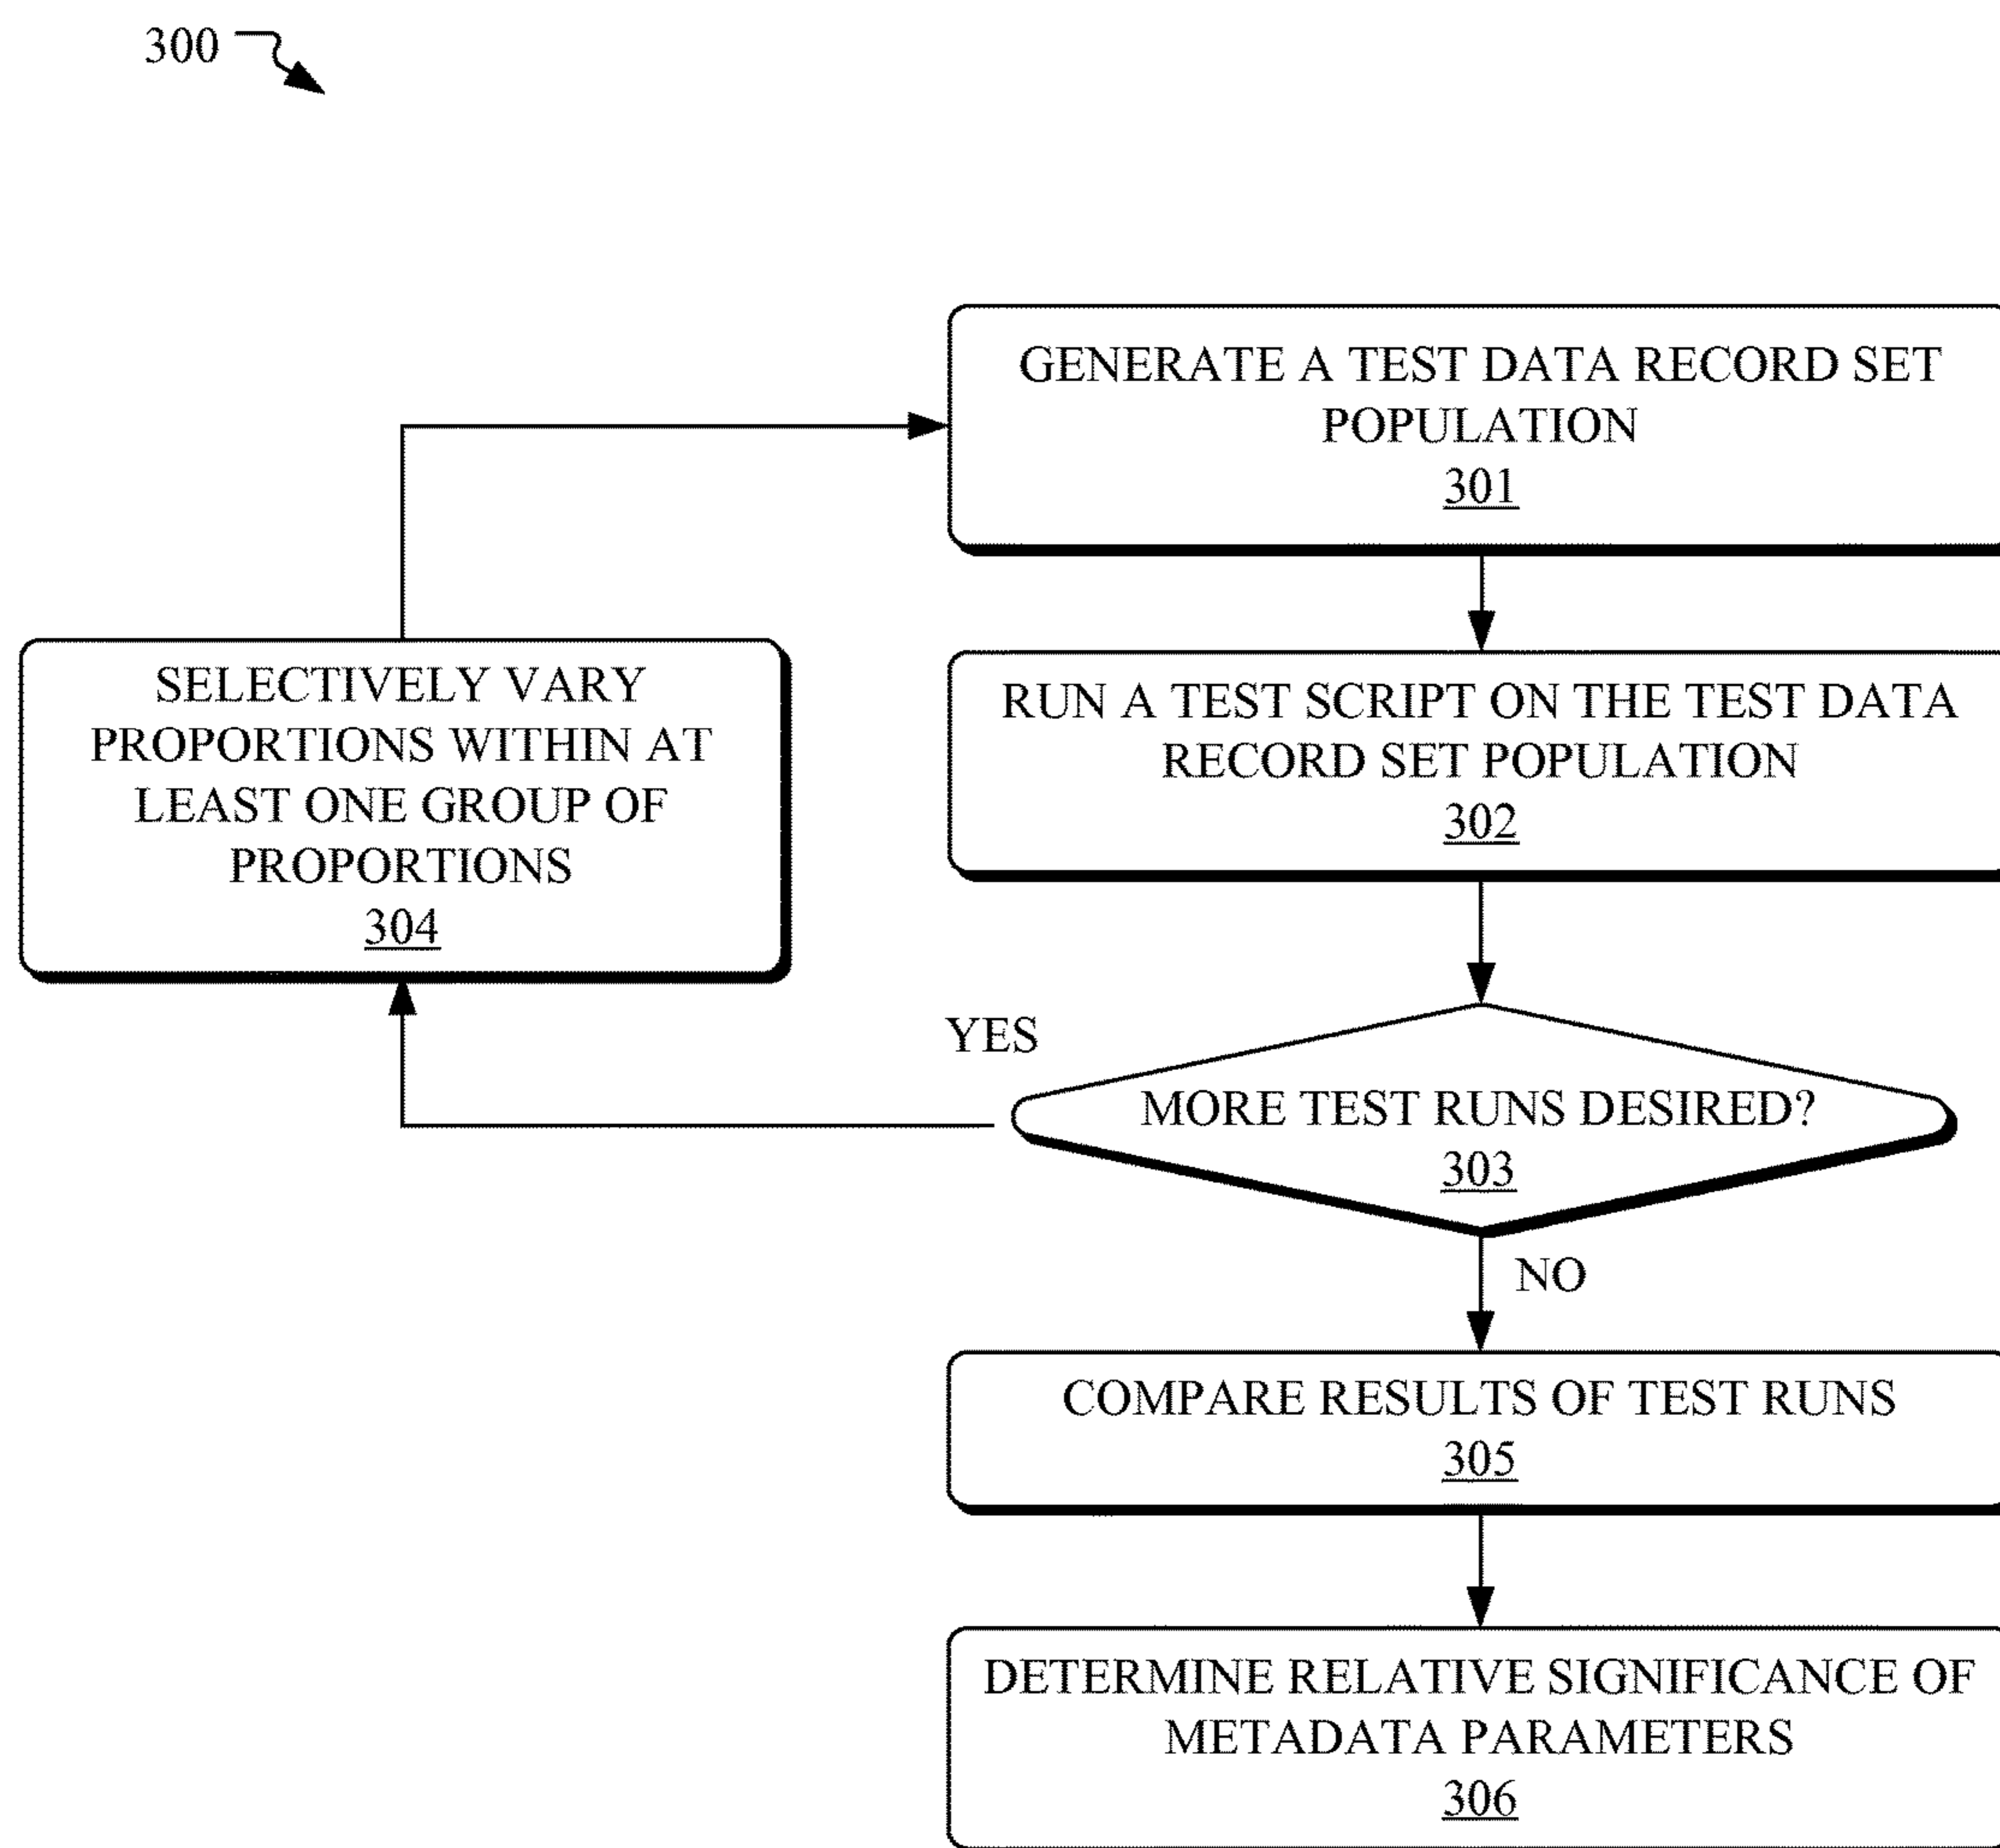 300
GENERATE A TEST DATA RECORD SET
POPULATION
301
RUN A TEST SCRIPT ON THE TEST DATA
RECORD SET POPULATION
302
SELECTIVELY VARY
PROPORTIONS WITHIN AT
LEAST ONE GROUP OF
PROPORTIONS
304
YES
MORE TEST RUNS DESIRED?
303
NO
COMPARE RESULTS OF TEST RUNS
305
DETERMINE RELATIVE SIGNIFICANCE OF
METADATA PARAMETERS
306